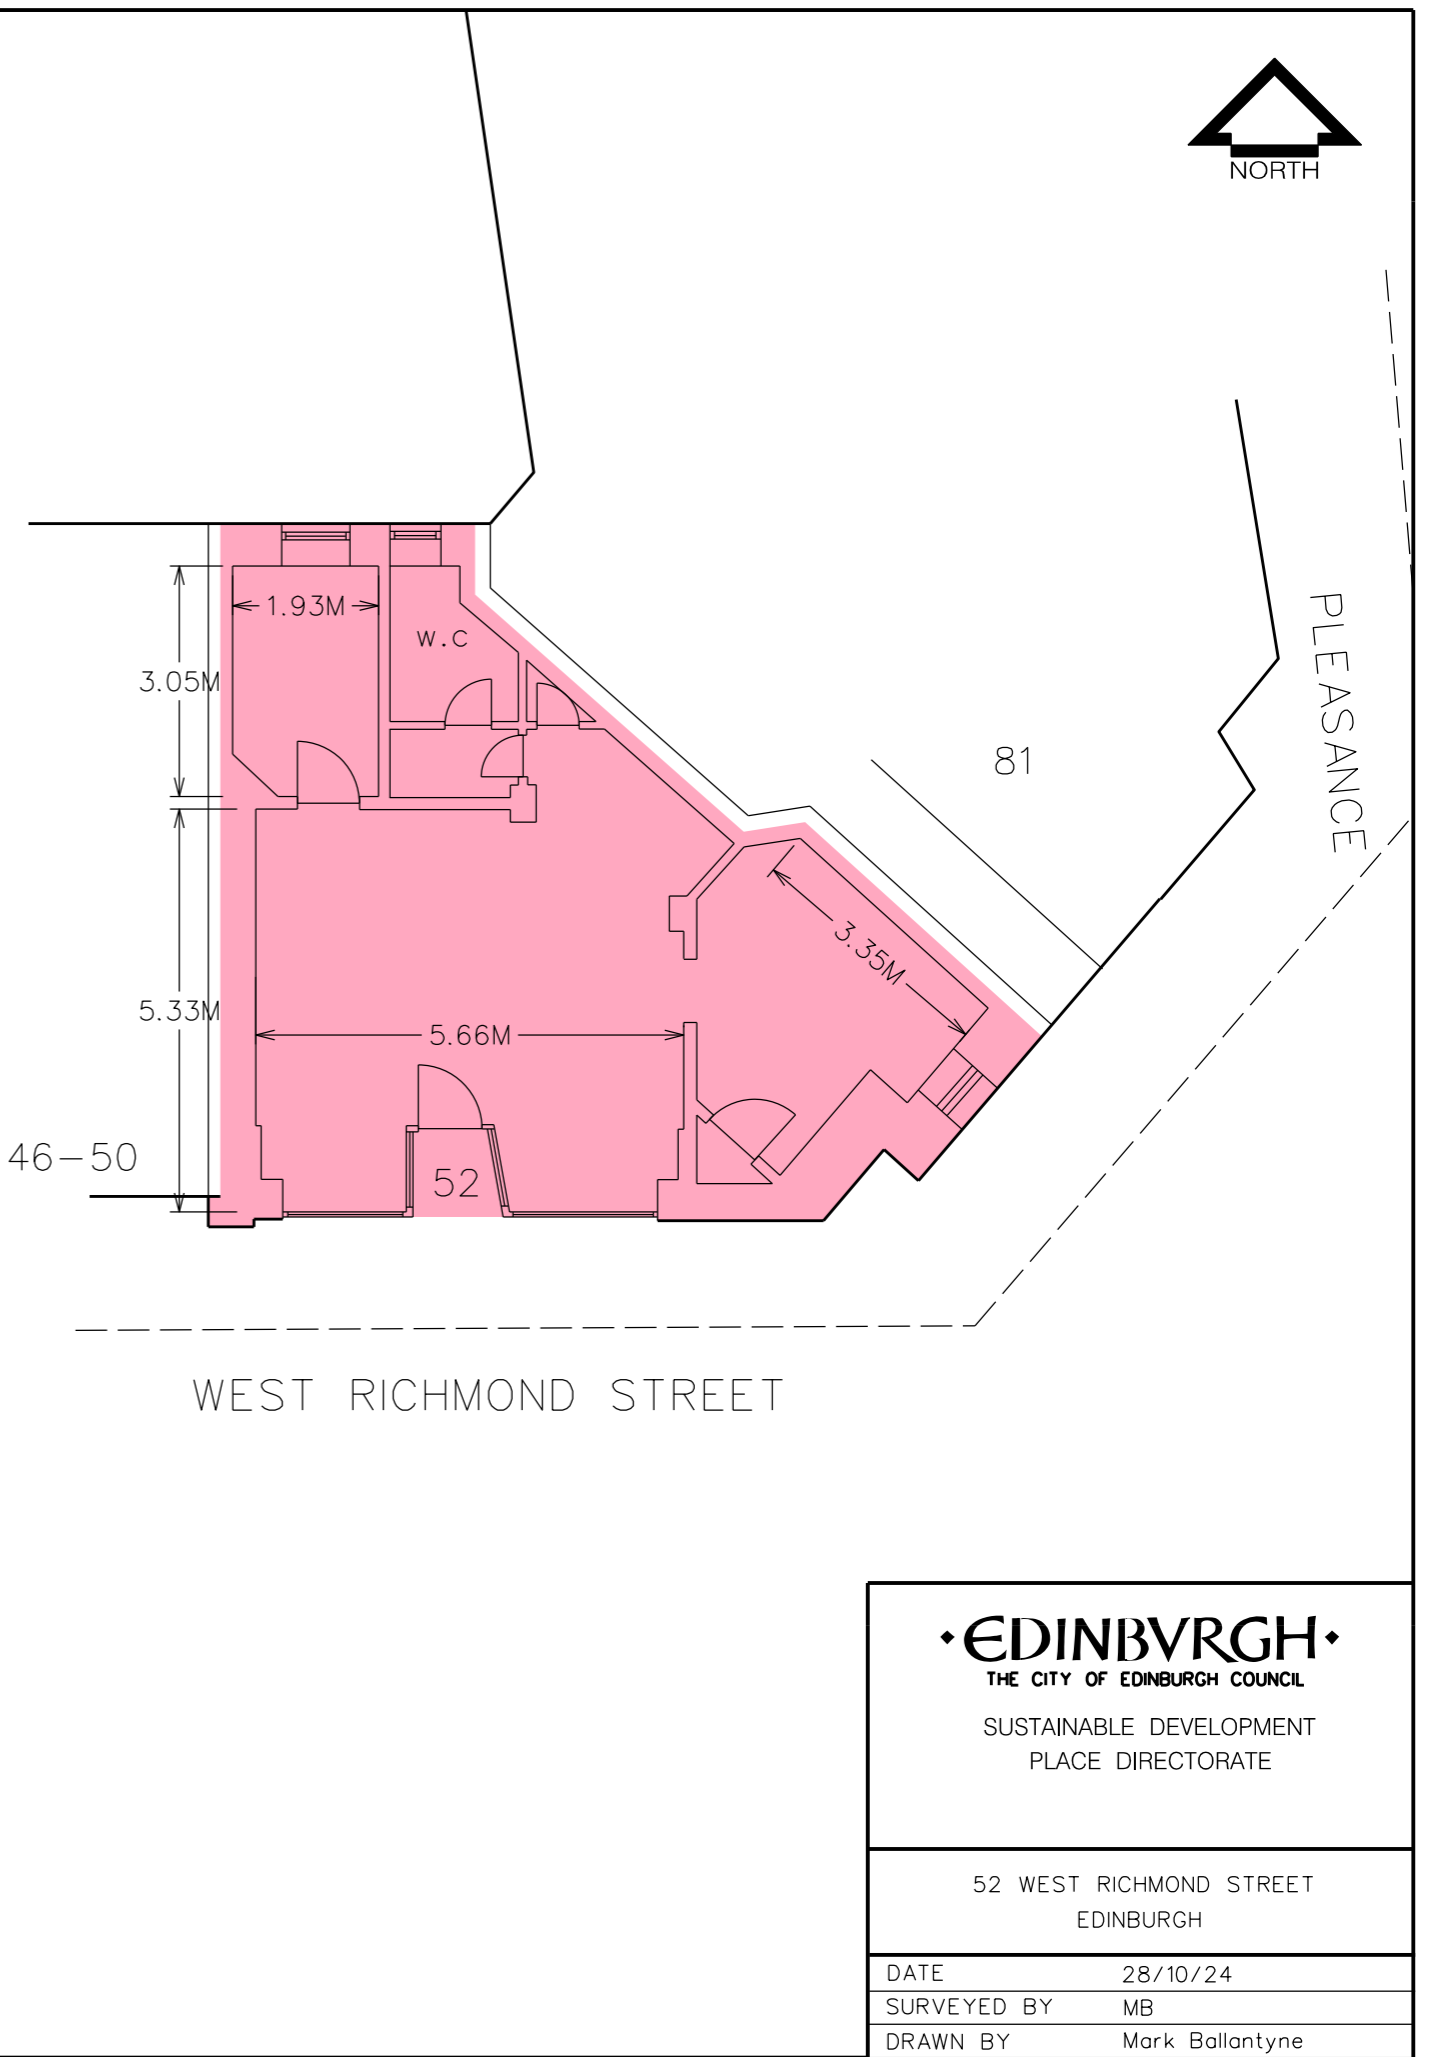 NORTH
1.93M
W.C
3.05M
PLEASANCE
81
3.35M
5.33M
5.66M
46-50
52
WEST RICHMOND STREET
EDINBVRGH
THE CITY OF EDINBURGH COUNCIL
SUSTAINABLE DEVELOPMENT
PLACE DIRECTORATE
52 WEST RICHMOND STREET
EDINBURGH
DATE 28/10/24
SURVEYED BY MB
DRAWN BY Mark Ballantyne